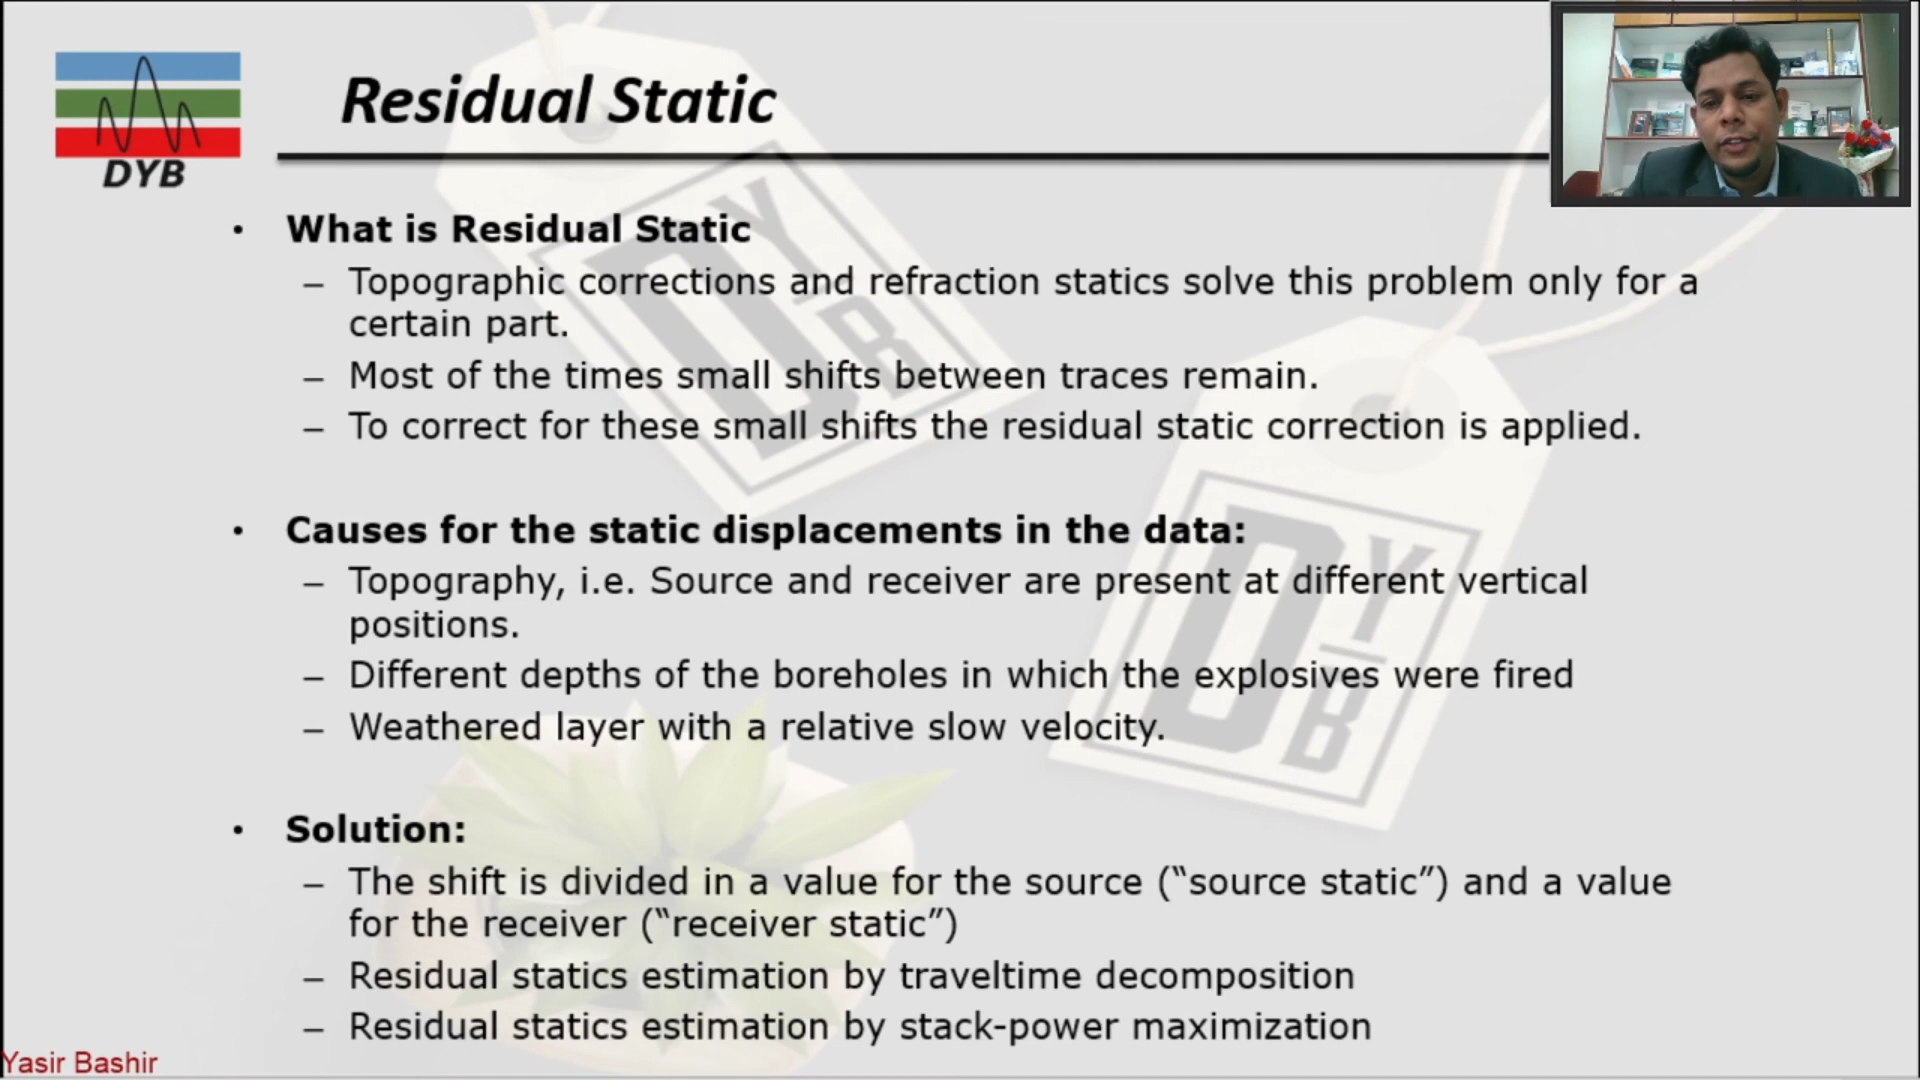 Residual Static
DYB
• What is Residual Static
– Topographic corrections and refraction statics solve this problem only for a
certain part.
– Most of the times small shifts between traces remain.
– To correct for these small shifts the residual static correction is applied.
• Causes for the static displacements in the data:
– Topography, i.e. Source and receiver are present at different vertical
positions.
– Different depths of the boreholes in which the explosives were fired
– Weathered layer with a relative slow velocity.
• Solution:
– The shift is divided in a value for the source (“source static”) and a value
for the receiver (“receiver static”)
– Residual statics estimation by traveltime decomposition
– Residual statics estimation by stack-power maximization
Yasir Bashir
DYB
DYB